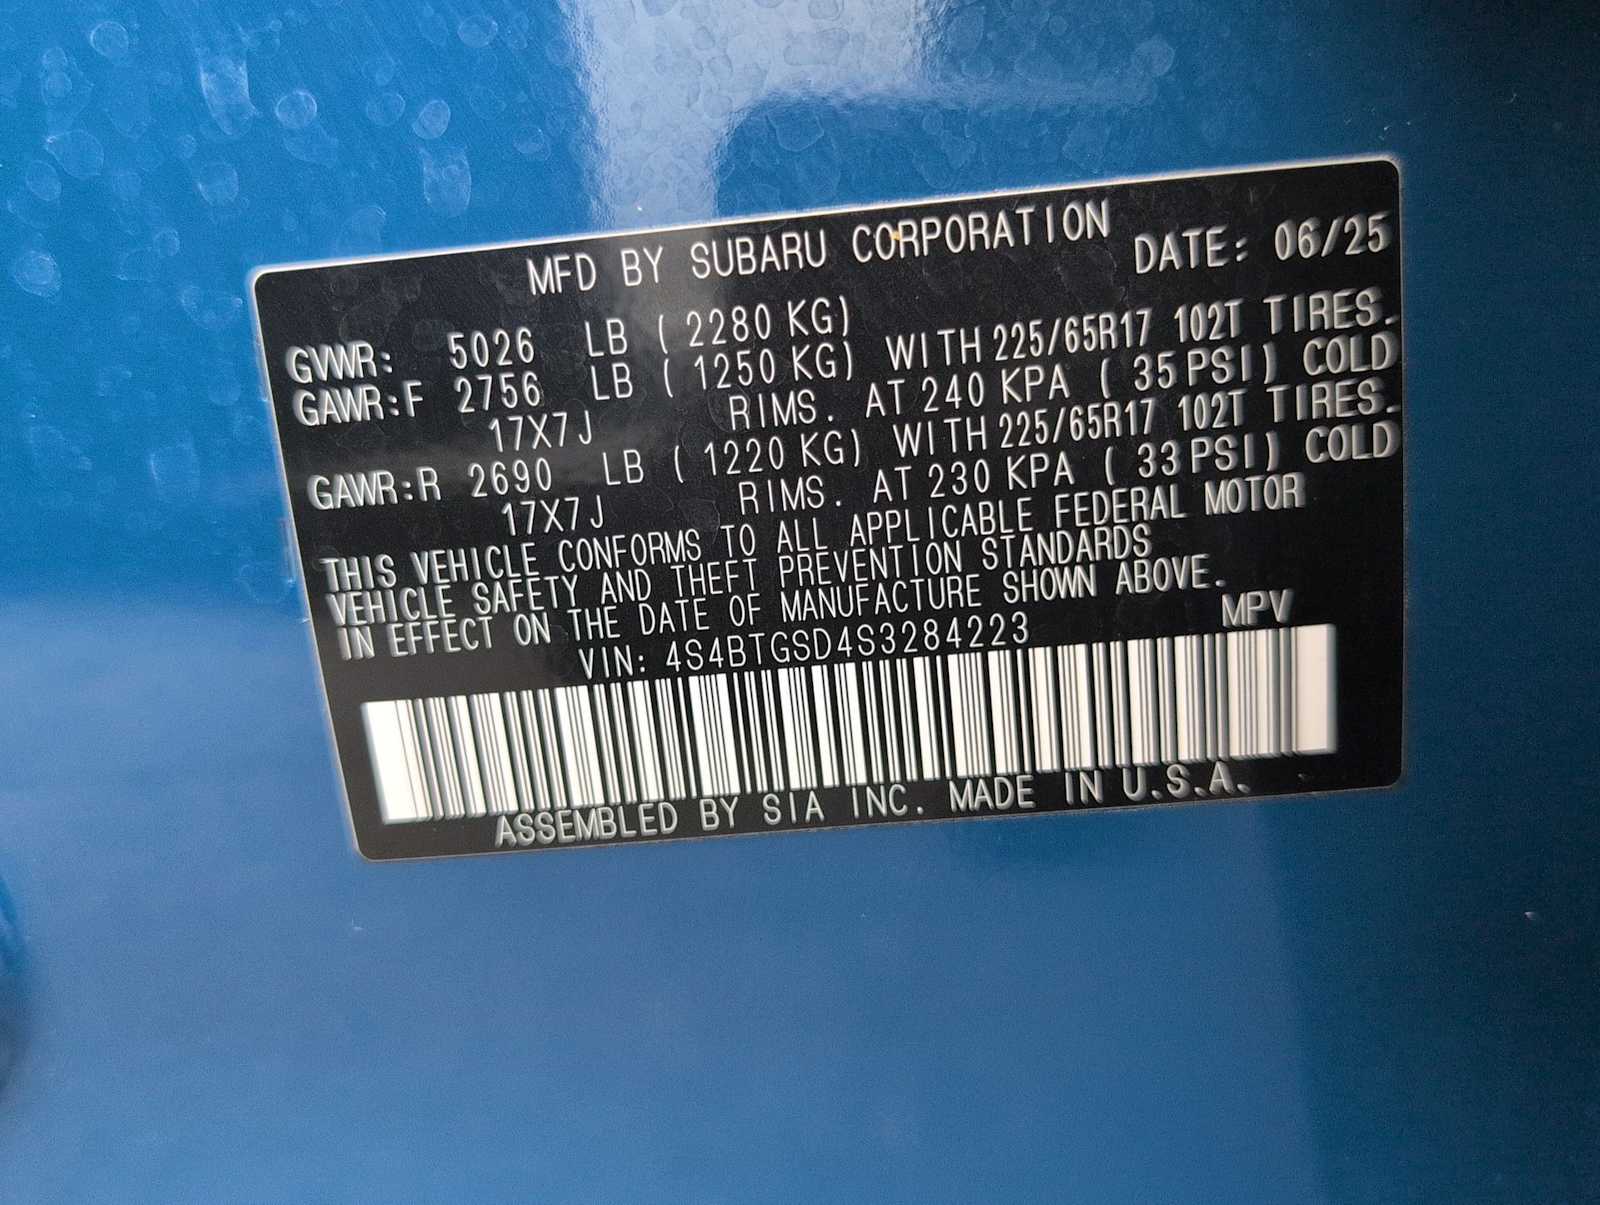 MFD BY SUBARU CORPORATION DATE: 06/25
GVWR: 5026 LB ( 2280 KG)
GAWR:F 2756 LB ( 1250 KG) WITH 225/65R17 102T TIRES.
17X7J RIMS. AT 240 KPA ( 35 PSI) COLD
GAWR:R 2690 LB ( 1220 KG) WITH 225/65R17 102T TIRES.
17X7J RIMS. AT 230 KPA ( 33 PSI) COLD
THIS VEHICLE CONFORMS TO ALL APPLICABLE FEDERAL MOTOR
VEHICLE SAFETY AND THEFT PREVENTION STANDARDS
IN EFFECT ON THE DATE OF MANUFACTURE SHOWN ABOVE.
VIN: 4S4BTGSD4S3284223 MPV
ASSEMBLED BY SIA INC. MADE IN U.S.A.